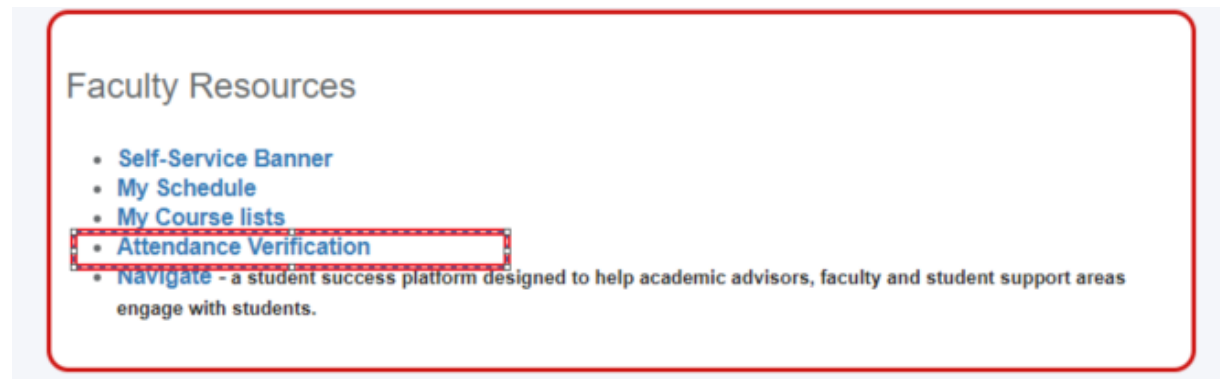 Faculty Resources
Self-Service Banner
My Schedule
My Course lists
Attendance Verification
Navigate - a student success platform designed to help academic advisors, faculty and student support areas
engage with students.